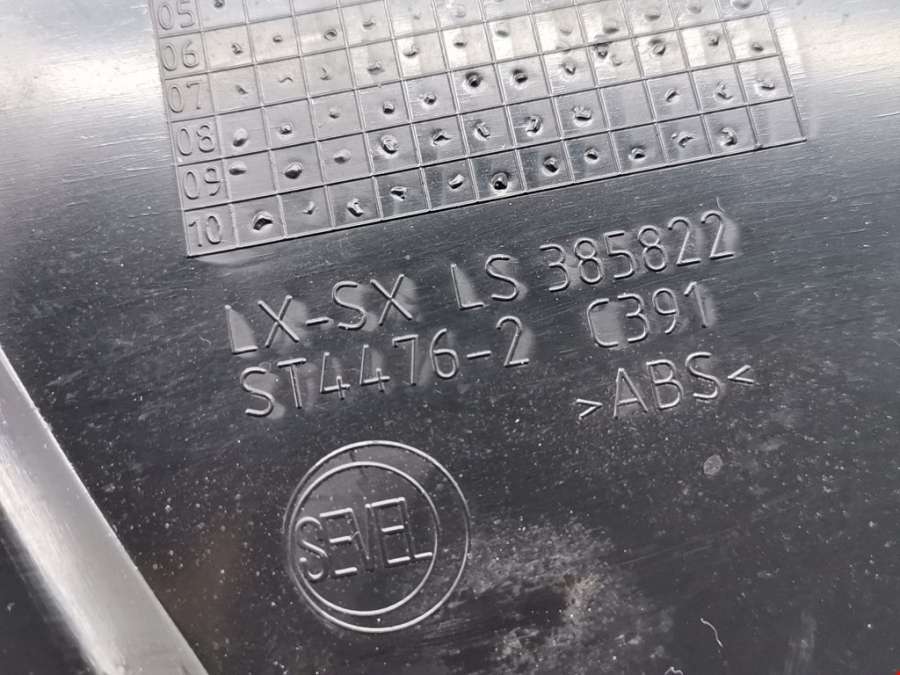 05
06
07
08
09
10
LX-SX LS 385822
ST4476-2 C391
>ABS<
SEVEL